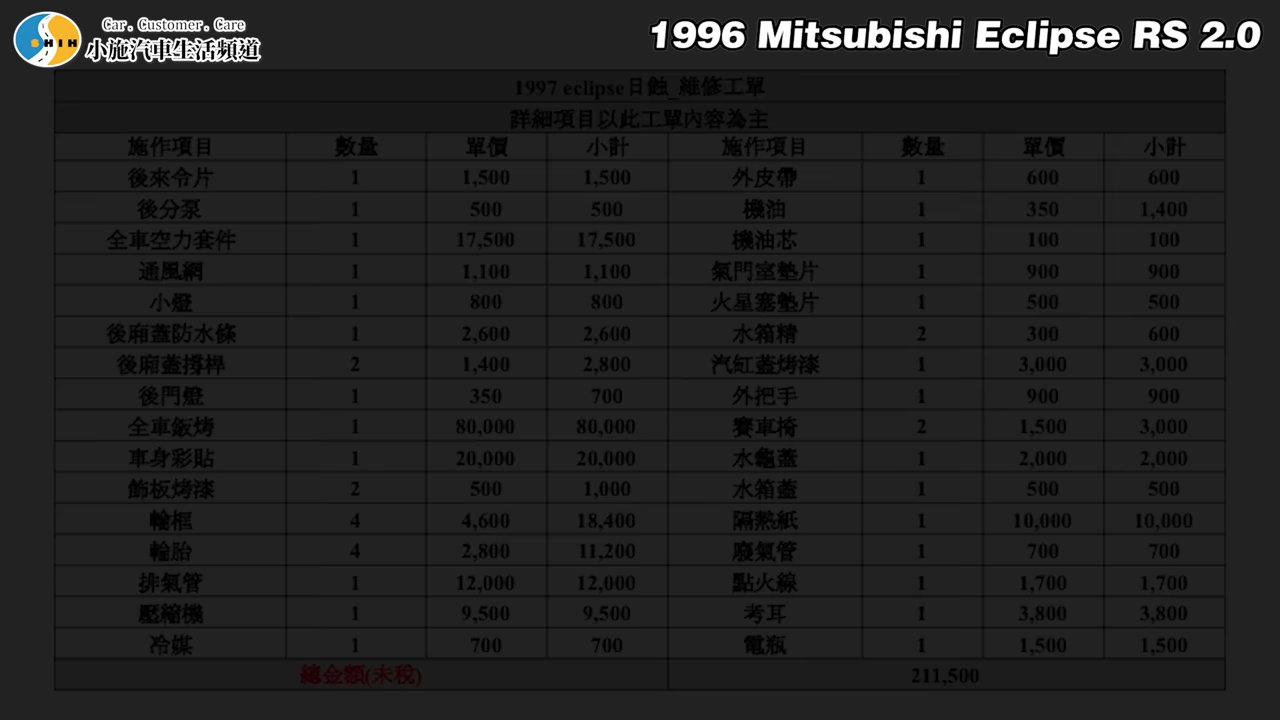 Car . Customer . Care
SHIH
小施汽車生活頻道
1996 Mitsubishi Eclipse RS 2.0
1997 eclipse日蝕_維修工單
詳細項目以此工單內容為主
施作項目 數量 單價 小計 施作項目 數量 單價 小計
後來令片 1 1,500 1,500 外皮帶 1 600 600
後分泵 1 500 500 機油 1 350 1,400
全車空力套件 1 17,500 17,500 機油芯 1 100 100
通風網 1 1,100 1,100 氣門室墊片 1 900 900
小燈 1 800 800 火星塞墊片 1 500 500
後廂蓋防水條 1 2,600 2,600 水箱精 2 300 600
後廂蓋撐桿 2 1,400 2,800 汽缸蓋烤漆 1 3,000 3,000
後門燈 1 350 700 外把手 1 900 900
全車鈑烤 1 80,000 80,000 賽車椅 2 1,500 3,000
車身彩貼 1 20,000 20,000 水龜蓋 1 2,000 2,000
飾板烤漆 2 500 1,000 水箱蓋 1 500 500
輪框 4 4,600 18,400 隔熱紙 1 10,000 10,000
輪胎 4 2,800 11,200 廢氣管 1 700 700
排氣管 1 12,000 12,000 點火線 1 1,700 1,700
壓縮機 1 9,500 9,500 考耳 1 3,800 3,800
冷媒 1 700 700 電瓶 1 1,500 1,500
總金額(未稅) 211,500